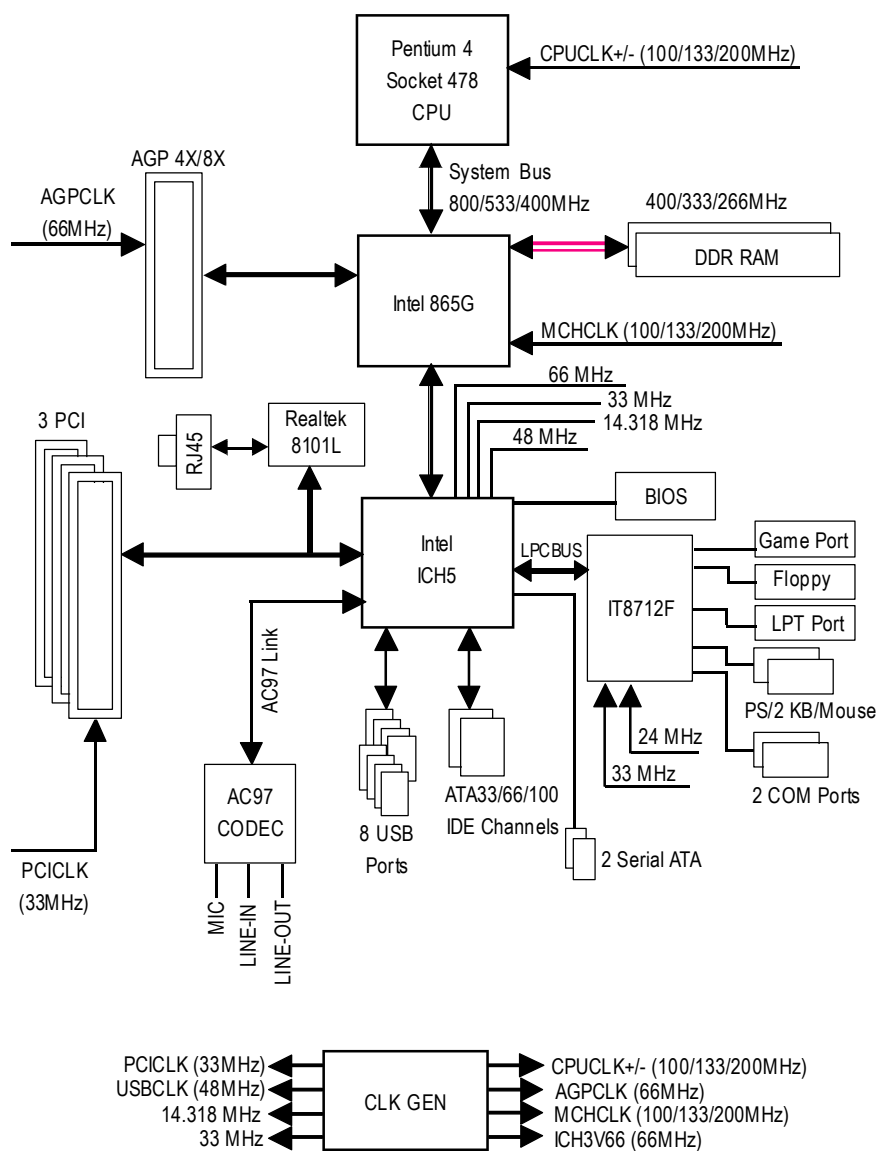 Pentium 4
Socket 478
CPU
CPUCLK+/- (100/133/200MHz)
AGP 4X/8X
AGPCLK
(66MHz)
System Bus
800/533/400MHz
400/333/266MHz
DDR RAM
Intel 865G
MCHCLK (100/133/200MHz)
66 MHz
33 MHz
14.318 MHz
48 MHz
3 PCI
RJ45
Realtek
8101L
BIOS
Intel
ICH5
LPCBUS
IT8712F
Game Port
Floppy
LPT Port
PS/2 KB/Mouse
2 COM Ports
24 MHz
33 MHz
AC97 Link
AC97
CODEC
MIC
LINE-IN
LINE-OUT
8 USB
Ports
ATA33/66/100
IDE Channels
2 Serial ATA
PCICLK
(33MHz)
PCICLK (33MHz)
USBCLK (48MHz)
14.318 MHz
33 MHz
CLK GEN
CPUCLK+/- (100/133/200MHz)
AGPCLK (66MHz)
MCHCLK (100/133/200MHz)
ICH3V66 (66MHz)